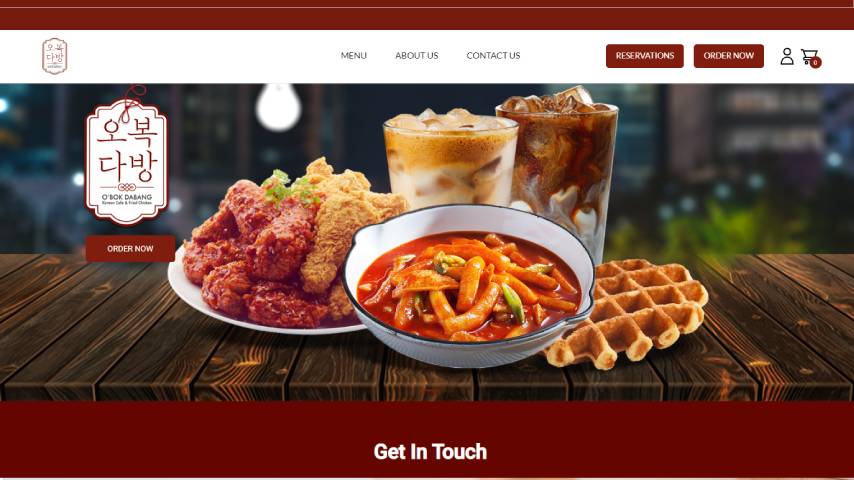 오복
다방
MENU
ABOUT US
CONTACT US
RESERVATIONS
ORDER NOW
0
오복
다방
O'BOK DABANG
Korean Cafe & Fried Chicken
ORDER NOW
Get In Touch